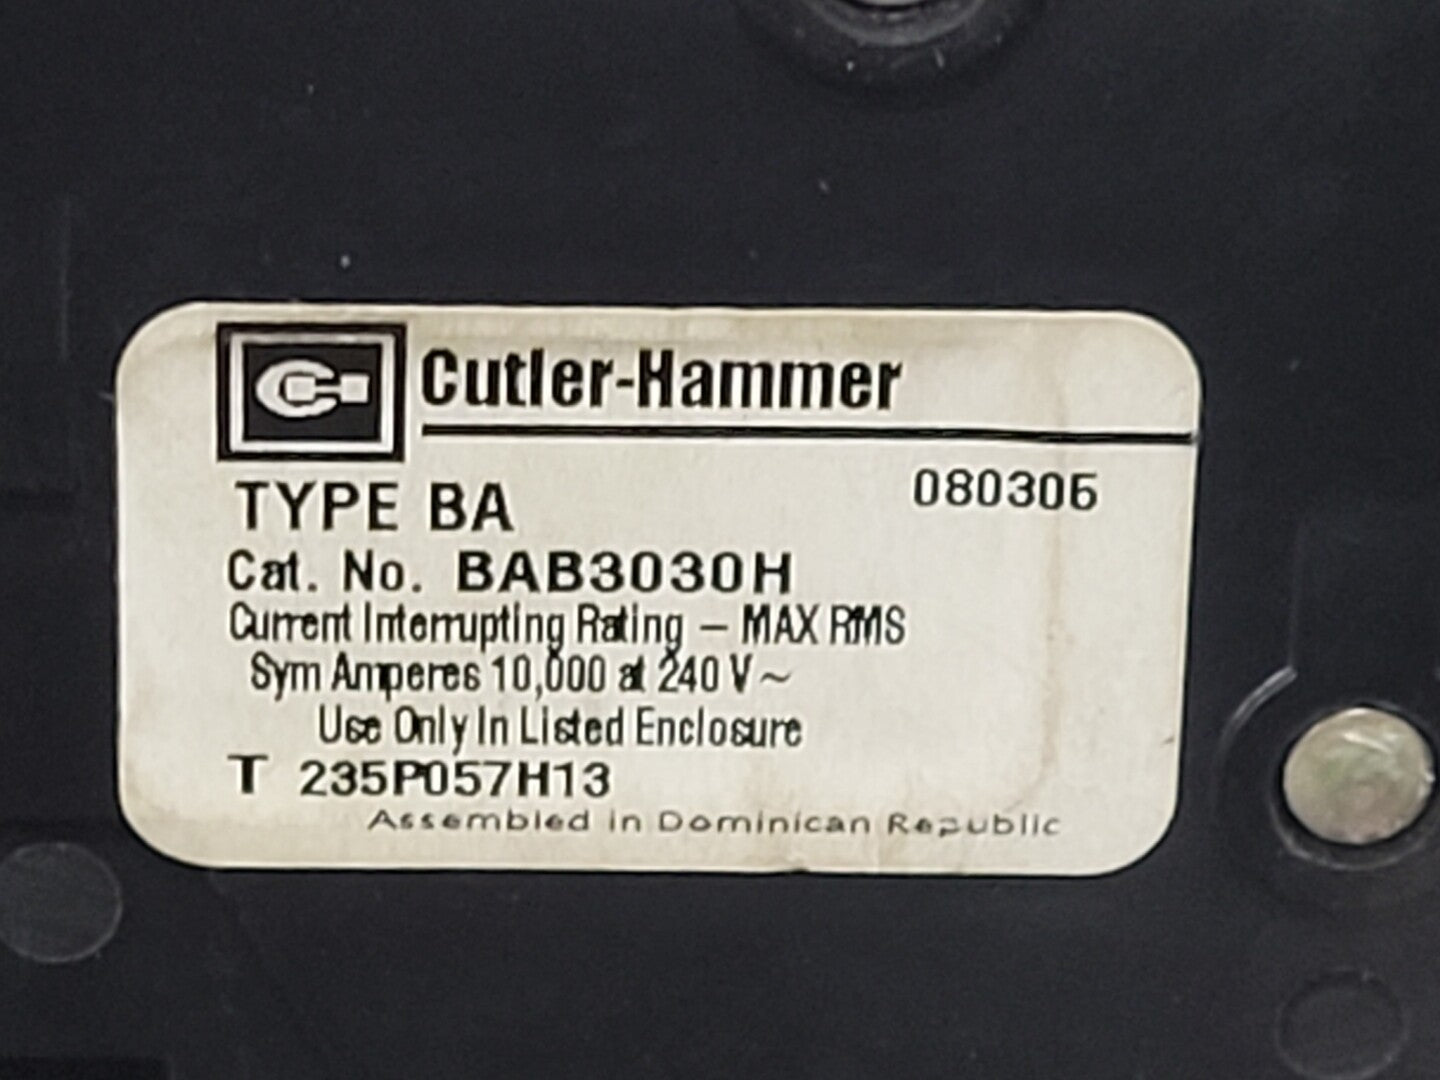 Cutler-Hammer
080305
TYPE BA
Cat. No. BAB3030H
Current Interrupting Rating – MAX RMS
Sym Amperes 10,000 at 240 V ~
Use Only In Listed Enclosure
T 235P057H13
Assembled in Dominican Republic